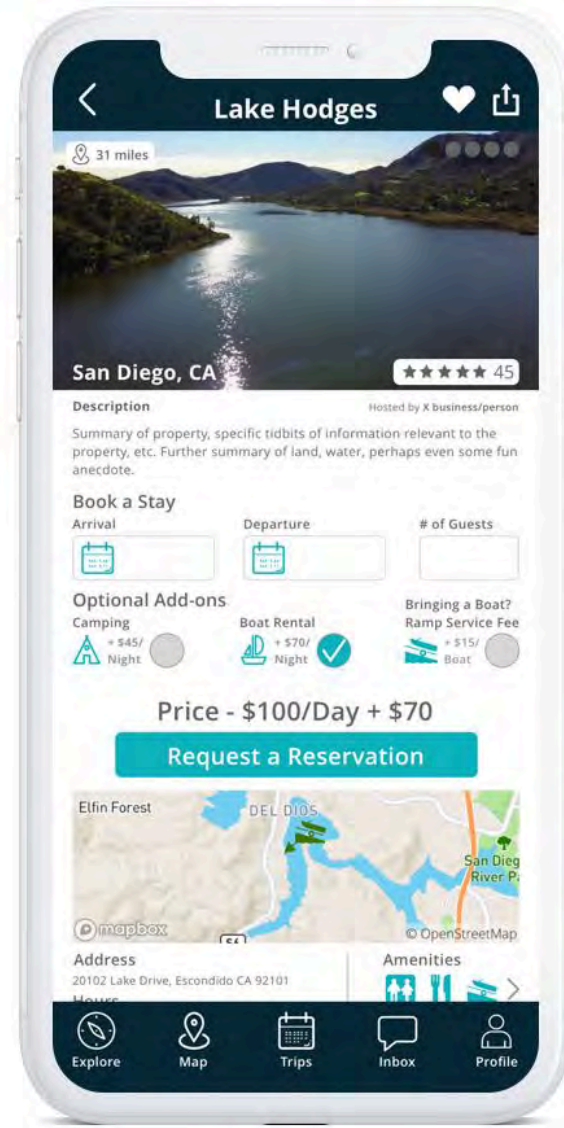 Lake Hodges
31 miles
San Diego, CA
45
Description
Hosted by X business/person
Summary of property, specific tidbits of information relevant to the
property, etc. Further summary of land, water, perhaps even some fun
anecdote.
Book a Stay
Arrival
Departure
# of Guests
Optional Add-ons
Camping
+ $45/
Night
Boat Rental
+ $70/
Night
Bringing a Boat?
Ramp Service Fee
+ $15/
Boat
Price - $100/Day + $70
Request a Reservation
Elfin Forest
DEL DIOS
San Dieg
River P
mapbox
© OpenStreetMap
Address
20102 Lake Drive, Escondido CA 92101
Hours
Amenities
Explore
Map
Trips
Inbox
Profile